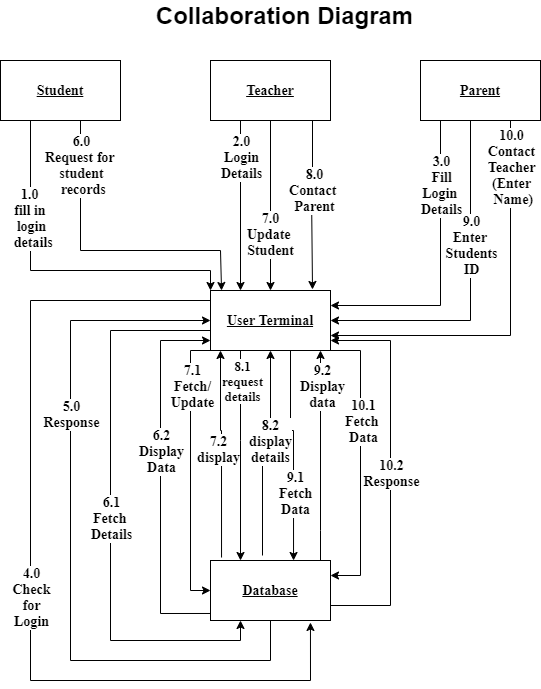 Collaboration Diagram
Student
Teacher
Parent
1.0
fill in
login
details
6.0
Request for
student
records
2.0
Login
Details
7.0
Update
Student
8.0
Contact
Parent
3.0
Fill
Login
Details
9.0
Enter
Students
ID
10.0
Contact
Teacher
(Enter
Name)
User Terminal
4.0
Check
for
Login
5.0
Response
6.1
Fetch
Details
6.2
Display
Data
7.1
Fetch/
Update
7.2
display
8.1
request
details
8.2
display
details
9.1
Fetch
Data
9.2
Display
data
10.1
Fetch
Data
10.2
Response
Database